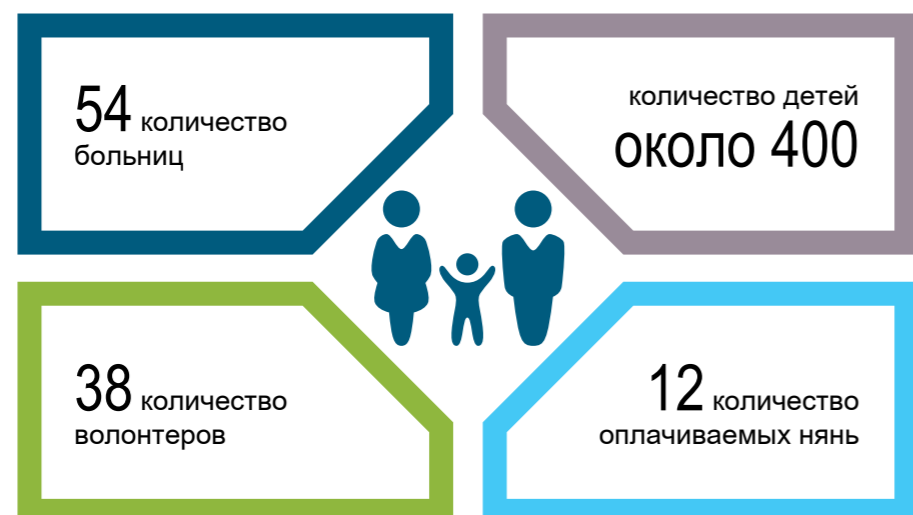 54 количество
больниц
количество детей
около 400
38 количество
волонтеров
12 количество
оплачиваемых нянь